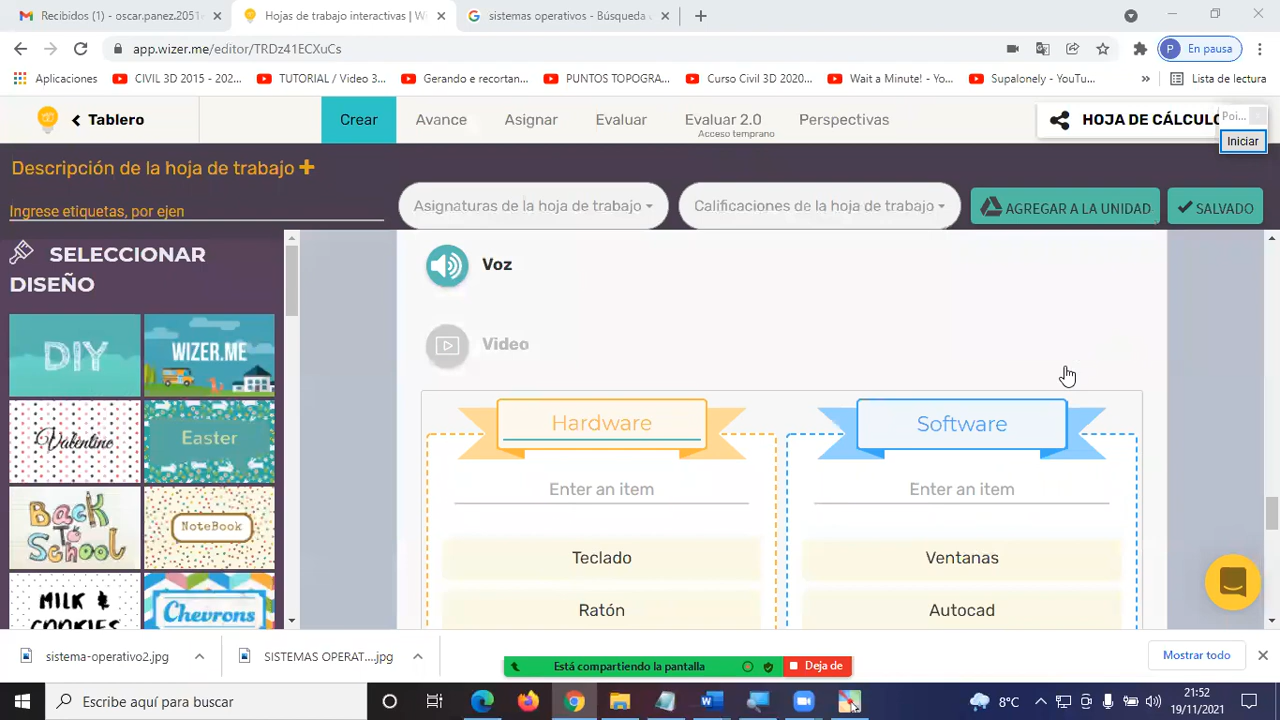 Recibidos (1) - oscar.panez.2051
Hojas de trabajo interactivas | W
sistemas operativos - Búsqueda
app.wizer.me/editor/TRDz41ECXuCs
P En pausa
Aplicaciones
CIVIL 3D 2015 - 202...
TUTORIAL / Video 3...
Gerando e recortan...
PUNTOS TOPOGRA...
Curso Civil 3D 2020...
Wait a Minute! - Yo...
Supalonely - YouTu...
»
Lista de lectura
Tablero
Crear
Avance
Asignar
Evaluar
Evaluar 2.0
Acceso temprano
Perspectivas
HOJA DE CÁLCULO
Poi...
Iniciar
Descripción de la hoja de trabajo +
Ingrese etiquetas, por ejen
Asignaturas de la hoja de trabajo
Calificaciones de la hoja de trabajo
AGREGAR A LA UNIDAD
SALVADO
SELECCIONAR
DISEÑO
DIY
WIZER.ME
Valentine
Easter
BACK To SCHOOL
NoteBook
MILK &
COOKIES
Chevrons
Voz
Video
Hardware
Software
Enter an item
Enter an item
Teclado
Ventanas
Ratón
Autocad
sistema-operativo2.jpg
SISTEMAS OPERAT....jpg
Está compartiendo la pantalla
Deja de
Mostrar todo
Escribe aquí para buscar
8°C
21:52
19/11/2021